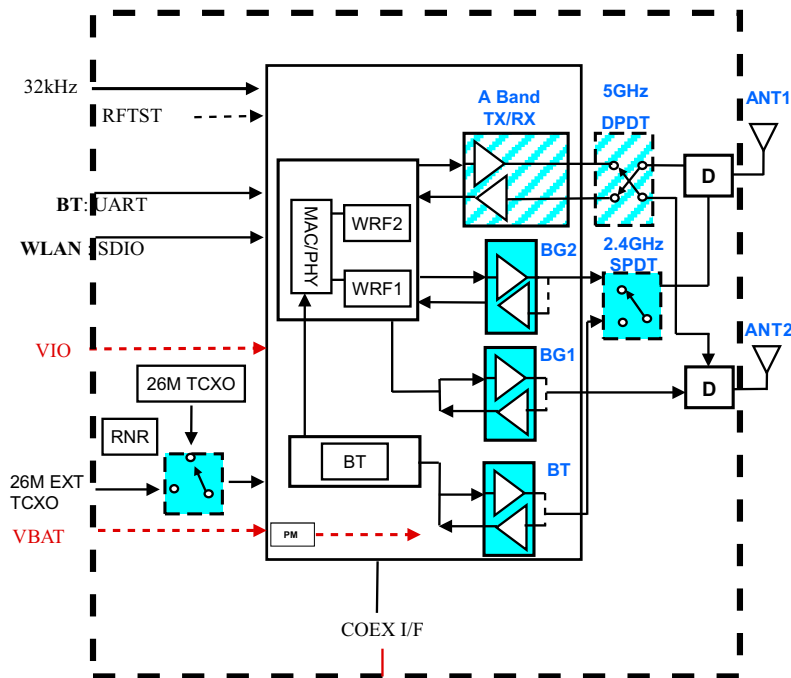 32kHz
RFTST
BT: UART
WLAN : SDIO
VIO
26M TCXO
RNR
26M EXT
TCXO
VBAT
PM
COEX I/F
MAC/PHY
WRF2
WRF1
BT
A Band
TX/RX
BG2
BG1
BT
5GHz
DPDT
2.4GHz
SPDT
D
D
ANT1
ANT2